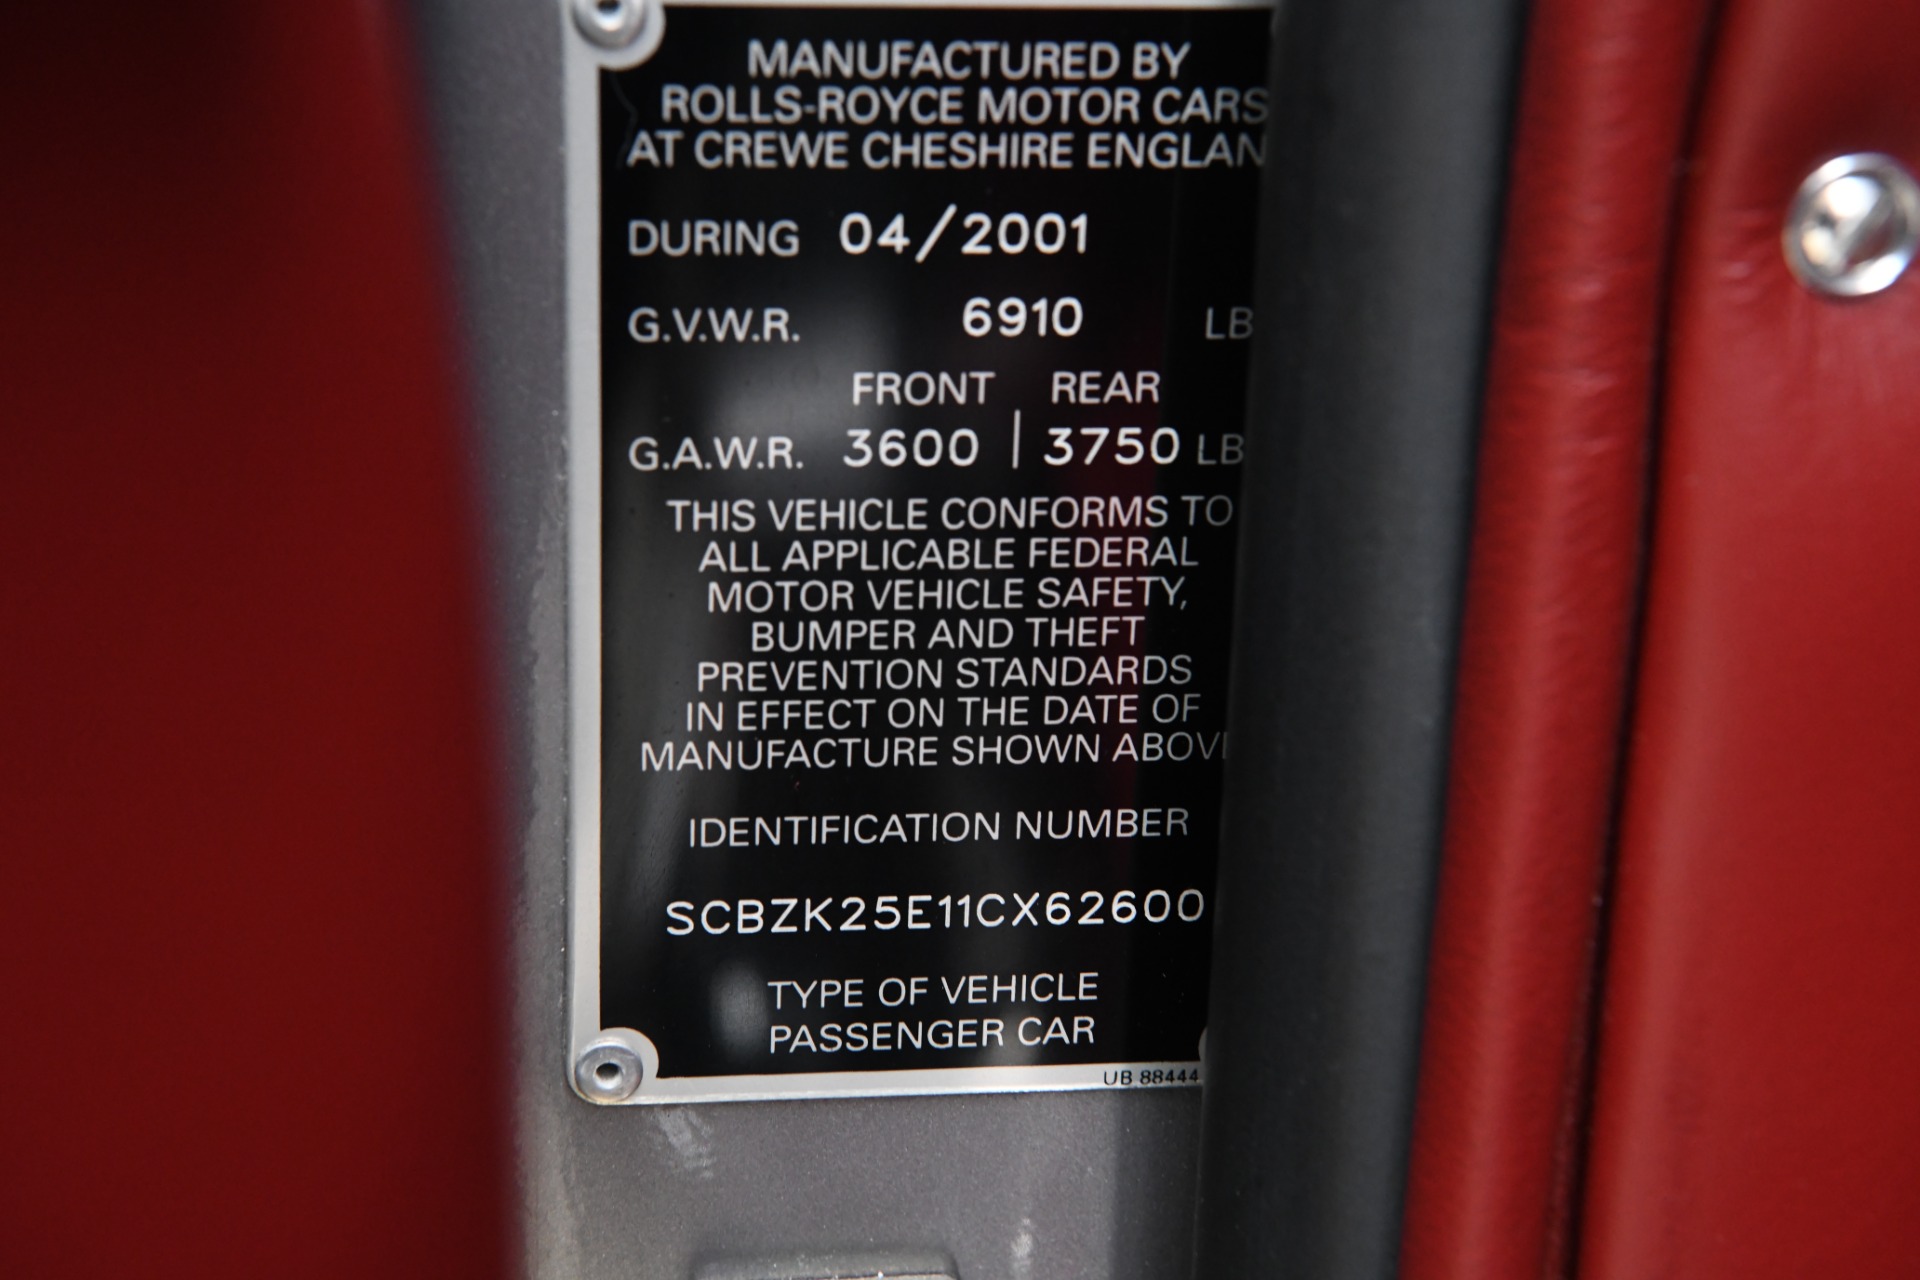 MANUFACTURED BY
ROLLS-ROYCE MOTOR CARS
AT CREWE CHESHIRE ENGLAN
DURING 04/2001
G.V.W.R. 6910 LB
FRONT REAR
G.A.W.R. 3600 | 3750 LB
THIS VEHICLE CONFORMS TO
ALL APPLICABLE FEDERAL
MOTOR VEHICLE SAFETY,
BUMPER AND THEFT
PREVENTION STANDARDS
IN EFFECT ON THE DATE OF
MANUFACTURE SHOWN ABOV
IDENTIFICATION NUMBER
SCBZK25E11CX62600
TYPE OF VEHICLE
PASSENGER CAR
UB 88444